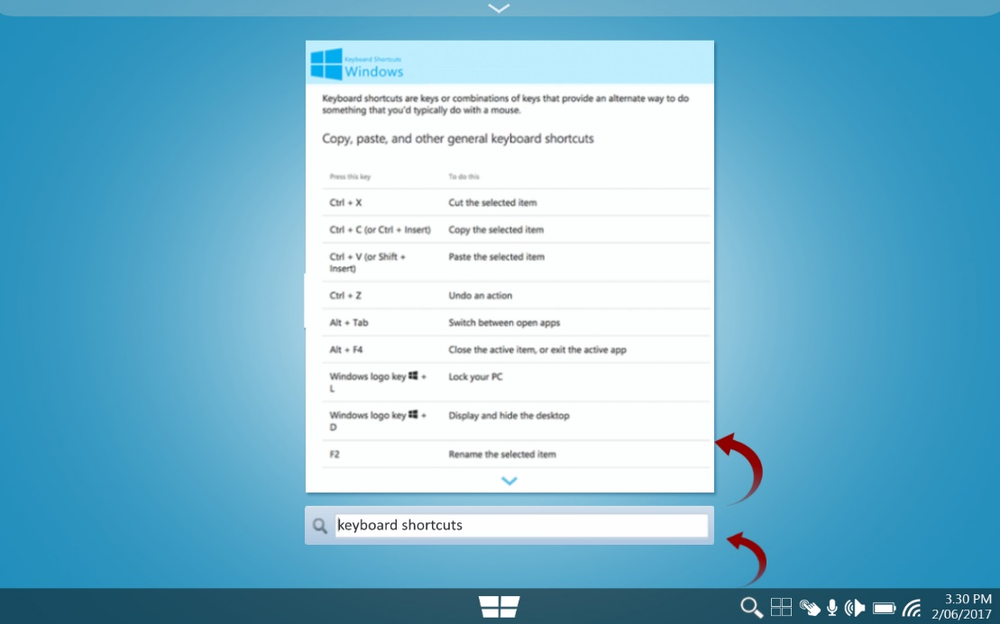 Keyboard Shortcuts
Windows
Keyboard shortcuts are keys or combinations of keys that provide an alternate way to do
something that you'd typically do with a mouse.
Copy, paste, and other general keyboard shortcuts
Press this key To do this
Ctrl + X Cut the selected item
Ctrl + C (or Ctrl + Insert) Copy the selected item
Ctrl + V (or Shift + Paste the selected item
Insert)
Ctrl + Z Undo an action
Alt + Tab Switch between open apps
Alt + F4 Close the active item, or exit the active app
Windows logo key + Lock your PC
L
Windows logo key + Display and hide the desktop
D
F2 Rename the selected item
keyboard shortcuts
3.30 PM
2/06/2017